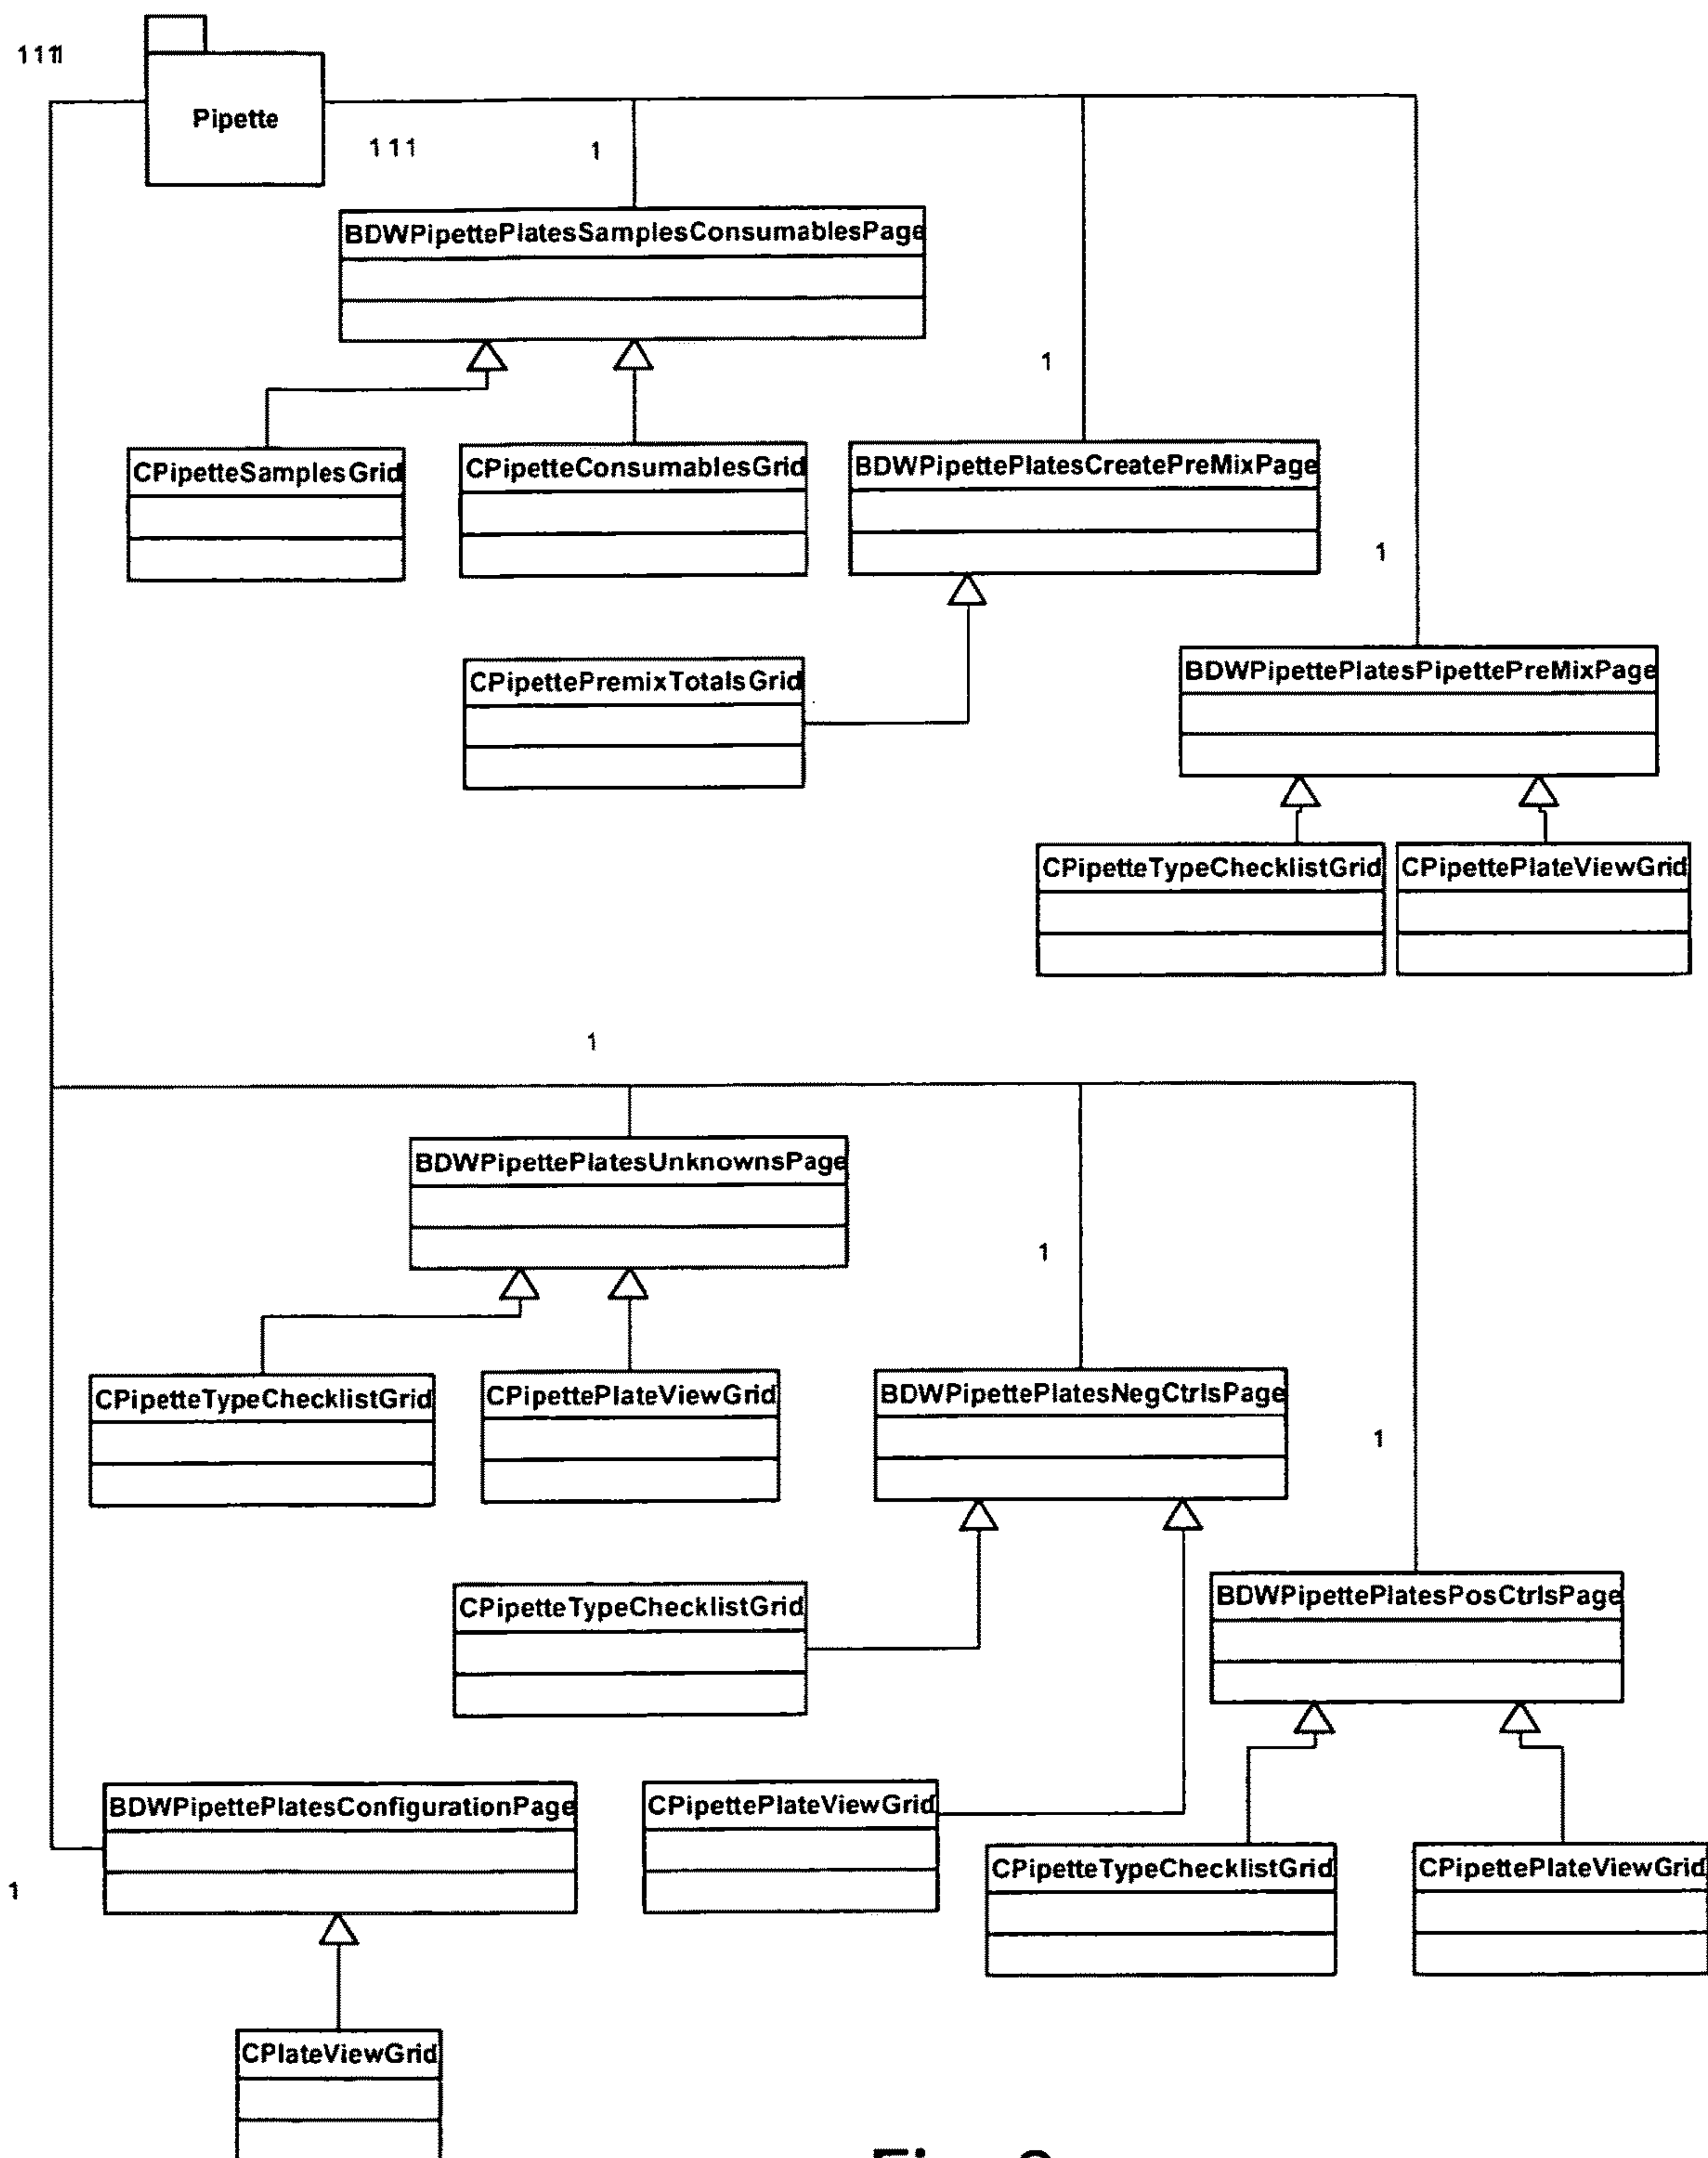 1111
Pipette
111
1
BDWPipettePlatesSamplesConsumablesPage
1
CPipetteSamplesGrid
CPipetteConsumablesGrid
BDWPipettePlatesCreatePreMixPage
1
CPipettePremixTotalsGrid
BDWPipettePlatesPipettePreMixPage
CPipetteTypeChecklistGrid
CPipettePlateViewGrid
1
BDWPipettePlatesUnknownsPage
1
CPipetteTypeChecklistGrid
CPipettePlateViewGrid
BDWPipettePlatesNegCtrlsPage
1
CPipetteTypeChecklistGrid
BDWPipettePlatesPosCtrlsPage
BDWPipettePlatesConfigurationPage
CPipettePlateViewGrid
CPipetteTypeChecklistGrid
CPipettePlateViewGrid
1
CPlateViewGrid